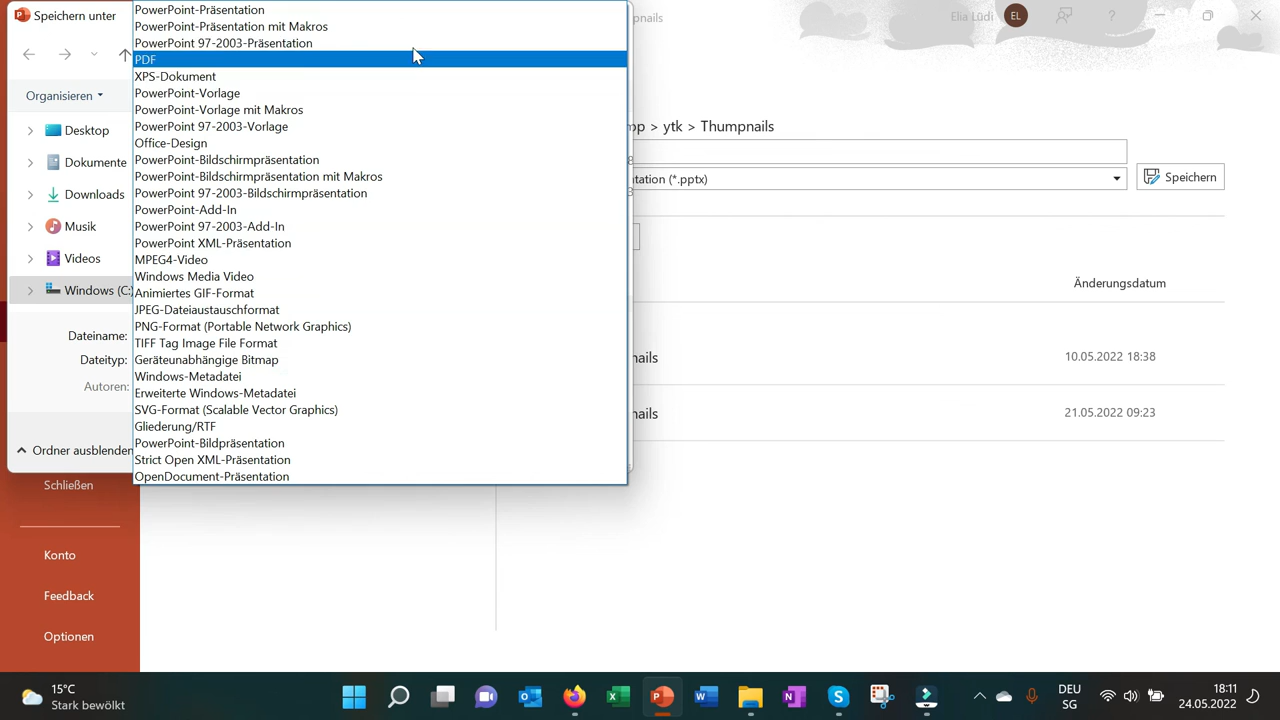 Speichern unter
PowerPoint-Präsentation
PowerPoint-Präsentation mit Makros
PowerPoint 97-2003-Präsentation
PDF
XPS-Dokument
PowerPoint-Vorlage
PowerPoint-Vorlage mit Makros
PowerPoint 97-2003-Vorlage
Office-Design
PowerPoint-Bildschirmpräsentation
PowerPoint-Bildschirmpräsentation mit Makros
PowerPoint 97-2003-Bildschirmpräsentation
PowerPoint-Add-In
PowerPoint 97-2003-Add-In
PowerPoint XML-Präsentation
MPEG4-Video
Windows Media Video
Animiertes GIF-Format
JPEG-Dateiaustauschformat
PNG-Format (Portable Network Graphics)
TIFF Tag Image File Format
Geräteunabhängige Bitmap
Windows-Metadatei
Erweiterte Windows-Metadatei
SVG-Format (Scalable Vector Graphics)
Gliederung/RTF
PowerPoint-Bildpräsentation
Strict Open XML-Präsentation
OpenDocument-Präsentation
Organisieren
Desktop
Dokumente
Downloads
Musik
Videos
Windows (C:)
Dateiname:
Dateityp:
Autoren:
Ordner ausblenden
Schließen
Konto
Feedback
Optionen
nails
Elia Lüdi EL
?
pp > ytk > Thumpnails
tation (*.pptx)
Speichern
Änderungsdatum
nails 10.05.2022 18:38
nails 21.05.2022 09:23
15°C
Stark bewölkt
DEU
SG
18:11
24.05.2022